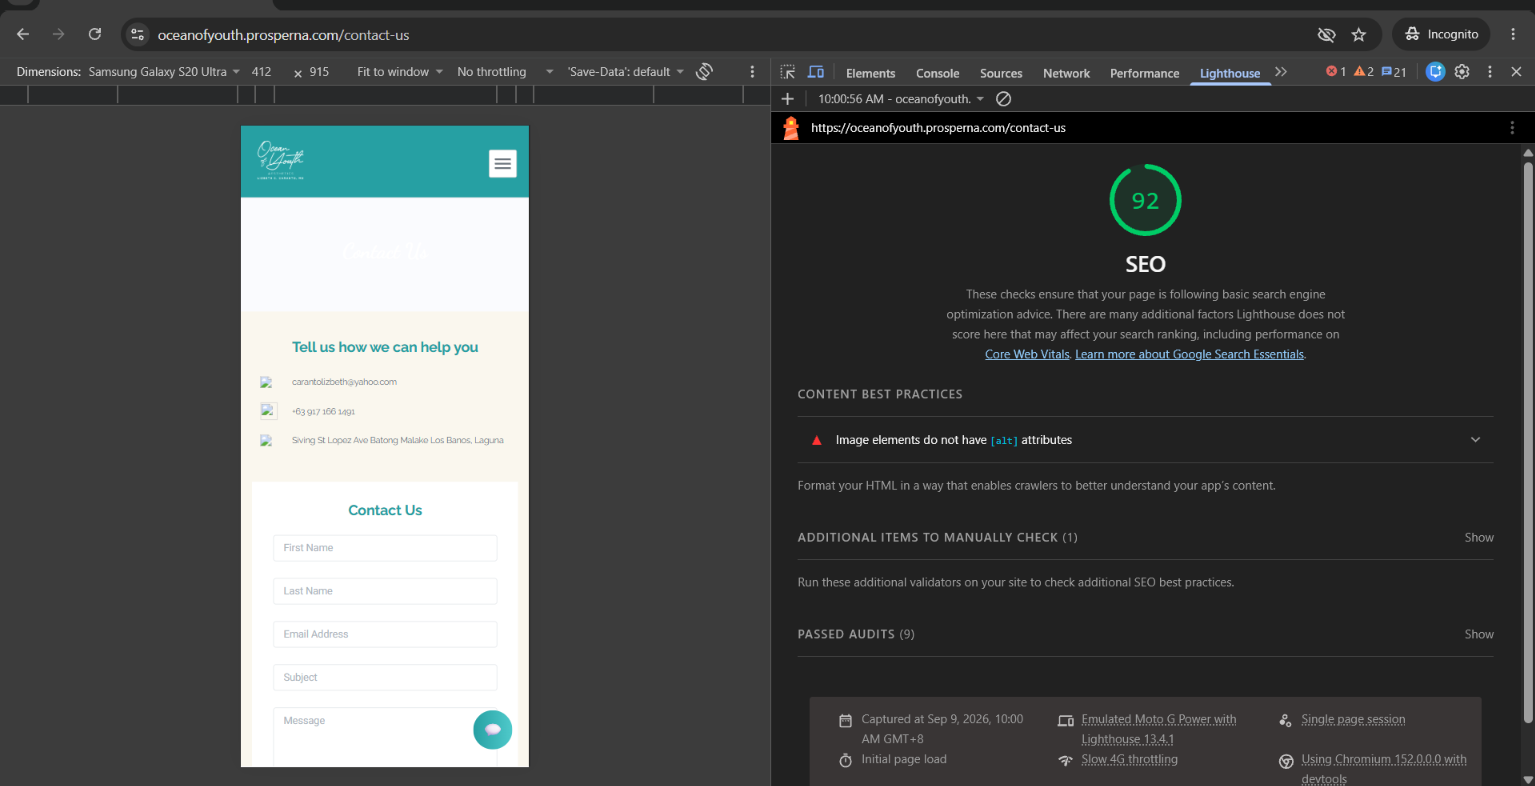 oceanofyouth.prosperna.com/contact-us
Incognito
Dimensions: Samsung Galaxy S20 Ultra 412 x 915 Fit to window No throttling 'Save-Data': default
Elements Console Sources Network Performance Lighthouse 1 2 21
10:00:56 AM - oceanofyouth.
https://oceanofyouth.prosperna.com/contact-us
Ocean
of Youth
Contact Us
Tell us how we can help you
carantolizbeth@yahoo.com
+63 917 166 1491
Siving St Lopez Ave Batong Malake Los Banos, Laguna
Contact Us
First Name
Last Name
Email Address
Subject
Message
92
SEO
These checks ensure that your page is following basic search engine
optimization advice. There are many additional factors Lighthouse does not
score here that may affect your search ranking, including performance on
Core Web Vitals. Learn more about Google Search Essentials.
CONTENT BEST PRACTICES
Image elements do not have [alt] attributes
Format your HTML in a way that enables crawlers to better understand your app's content.
ADDITIONAL ITEMS TO MANUALLY CHECK (1) Show
Run these additional validators on your site to check additional SEO best practices.
PASSED AUDITS (9) Show
Captured at Sep 9, 2026, 10:00
AM GMT+8
Initial page load
Emulated Moto G Power with
Lighthouse 13.4.1
Slow 4G throttling
Single page session
Using Chromium 152.0.0.0 with
devtools